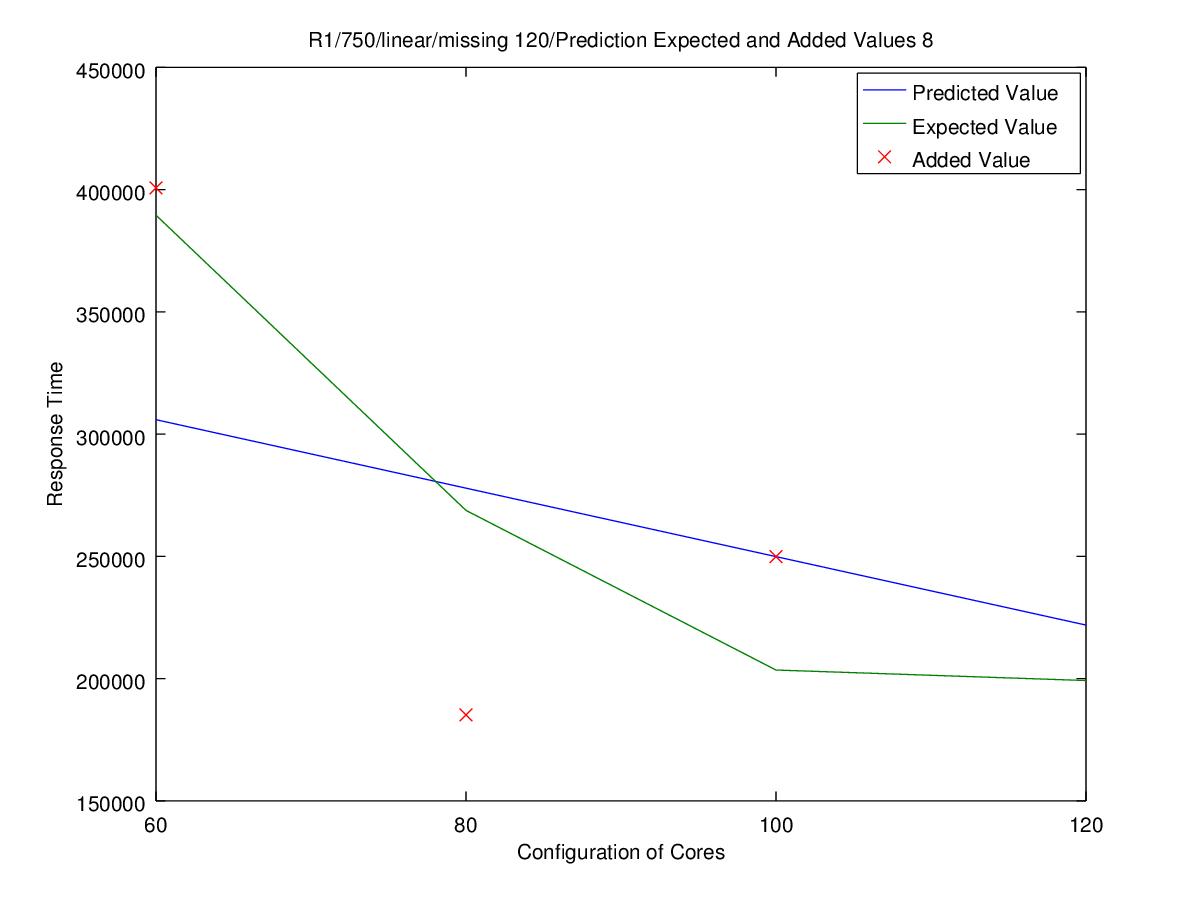 R1/750/linear/missing 120/Prediction Expected and Added Values 8
450000
400000
350000
300000
250000
200000
150000
Response Time
Predicted Value
Expected Value
Added Value
60
80
100
120
Configuration of Cores